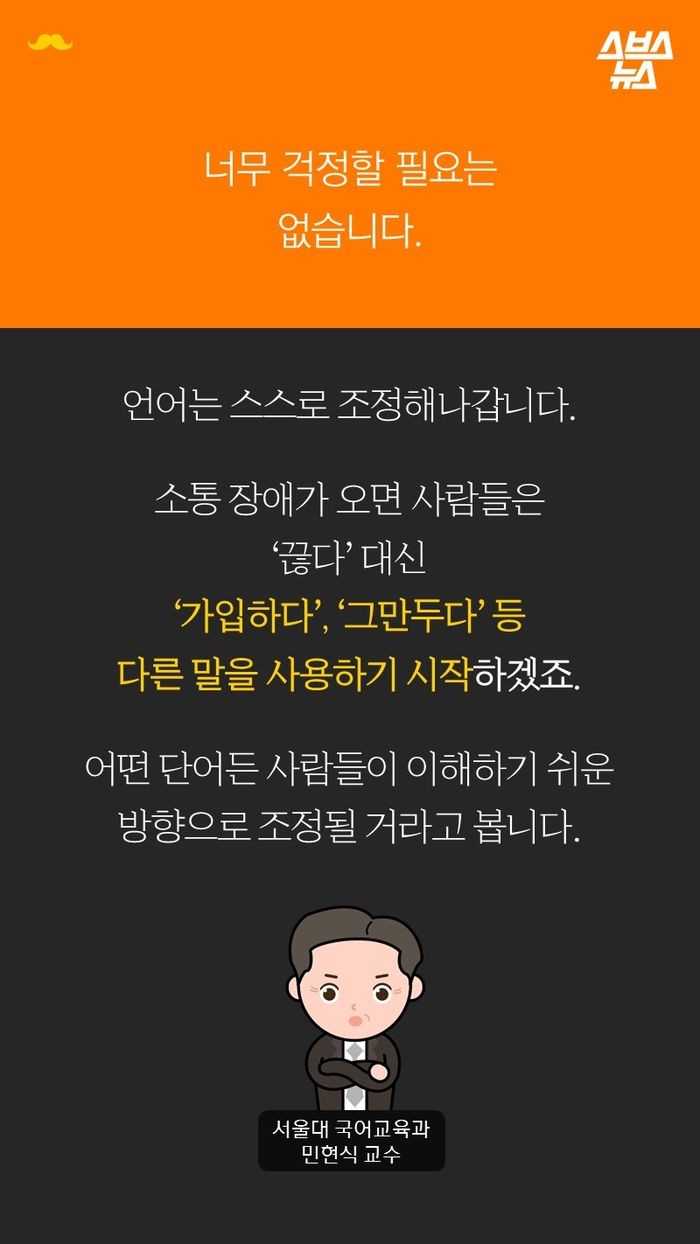 스브스
뉴스
너무 걱정할 필요는
없습니다.
언어는 스스로 조정해나갑니다.
소통 장애가 오면 사람들은
‘끊다’ 대신
‘가입하다’, ‘그만두다’ 등
다른 말을 사용하기 시작하겠죠.
어떤 단어든 사람들이 이해하기 쉬운
방향으로 조정될 거라고 봅니다.
서울대 국어교육과
민현식 교수